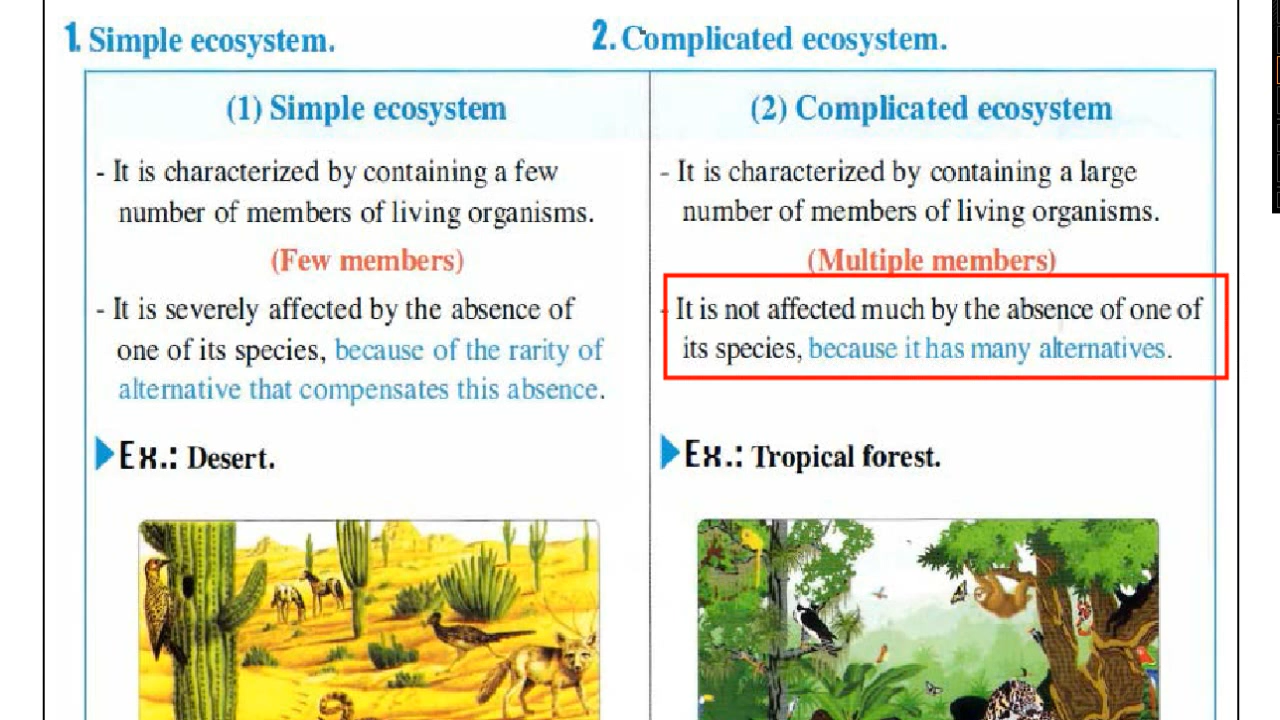 1. Simple ecosystem.
2. Complicated ecosystem.
(1) Simple ecosystem
- It is characterized by containing a few
number of members of living organisms.
(Few members)
- It is severely affected by the absence of
one of its species, because of the rarity of
alternative that compensates this absence.
Ex.: Desert.
(2) Complicated ecosystem
- It is characterized by containing a large
number of members of living organisms.
(Multiple members)
- It is not affected much by the absence of one of
its species, because it has many alternatives.
Ex.: Tropical forest.